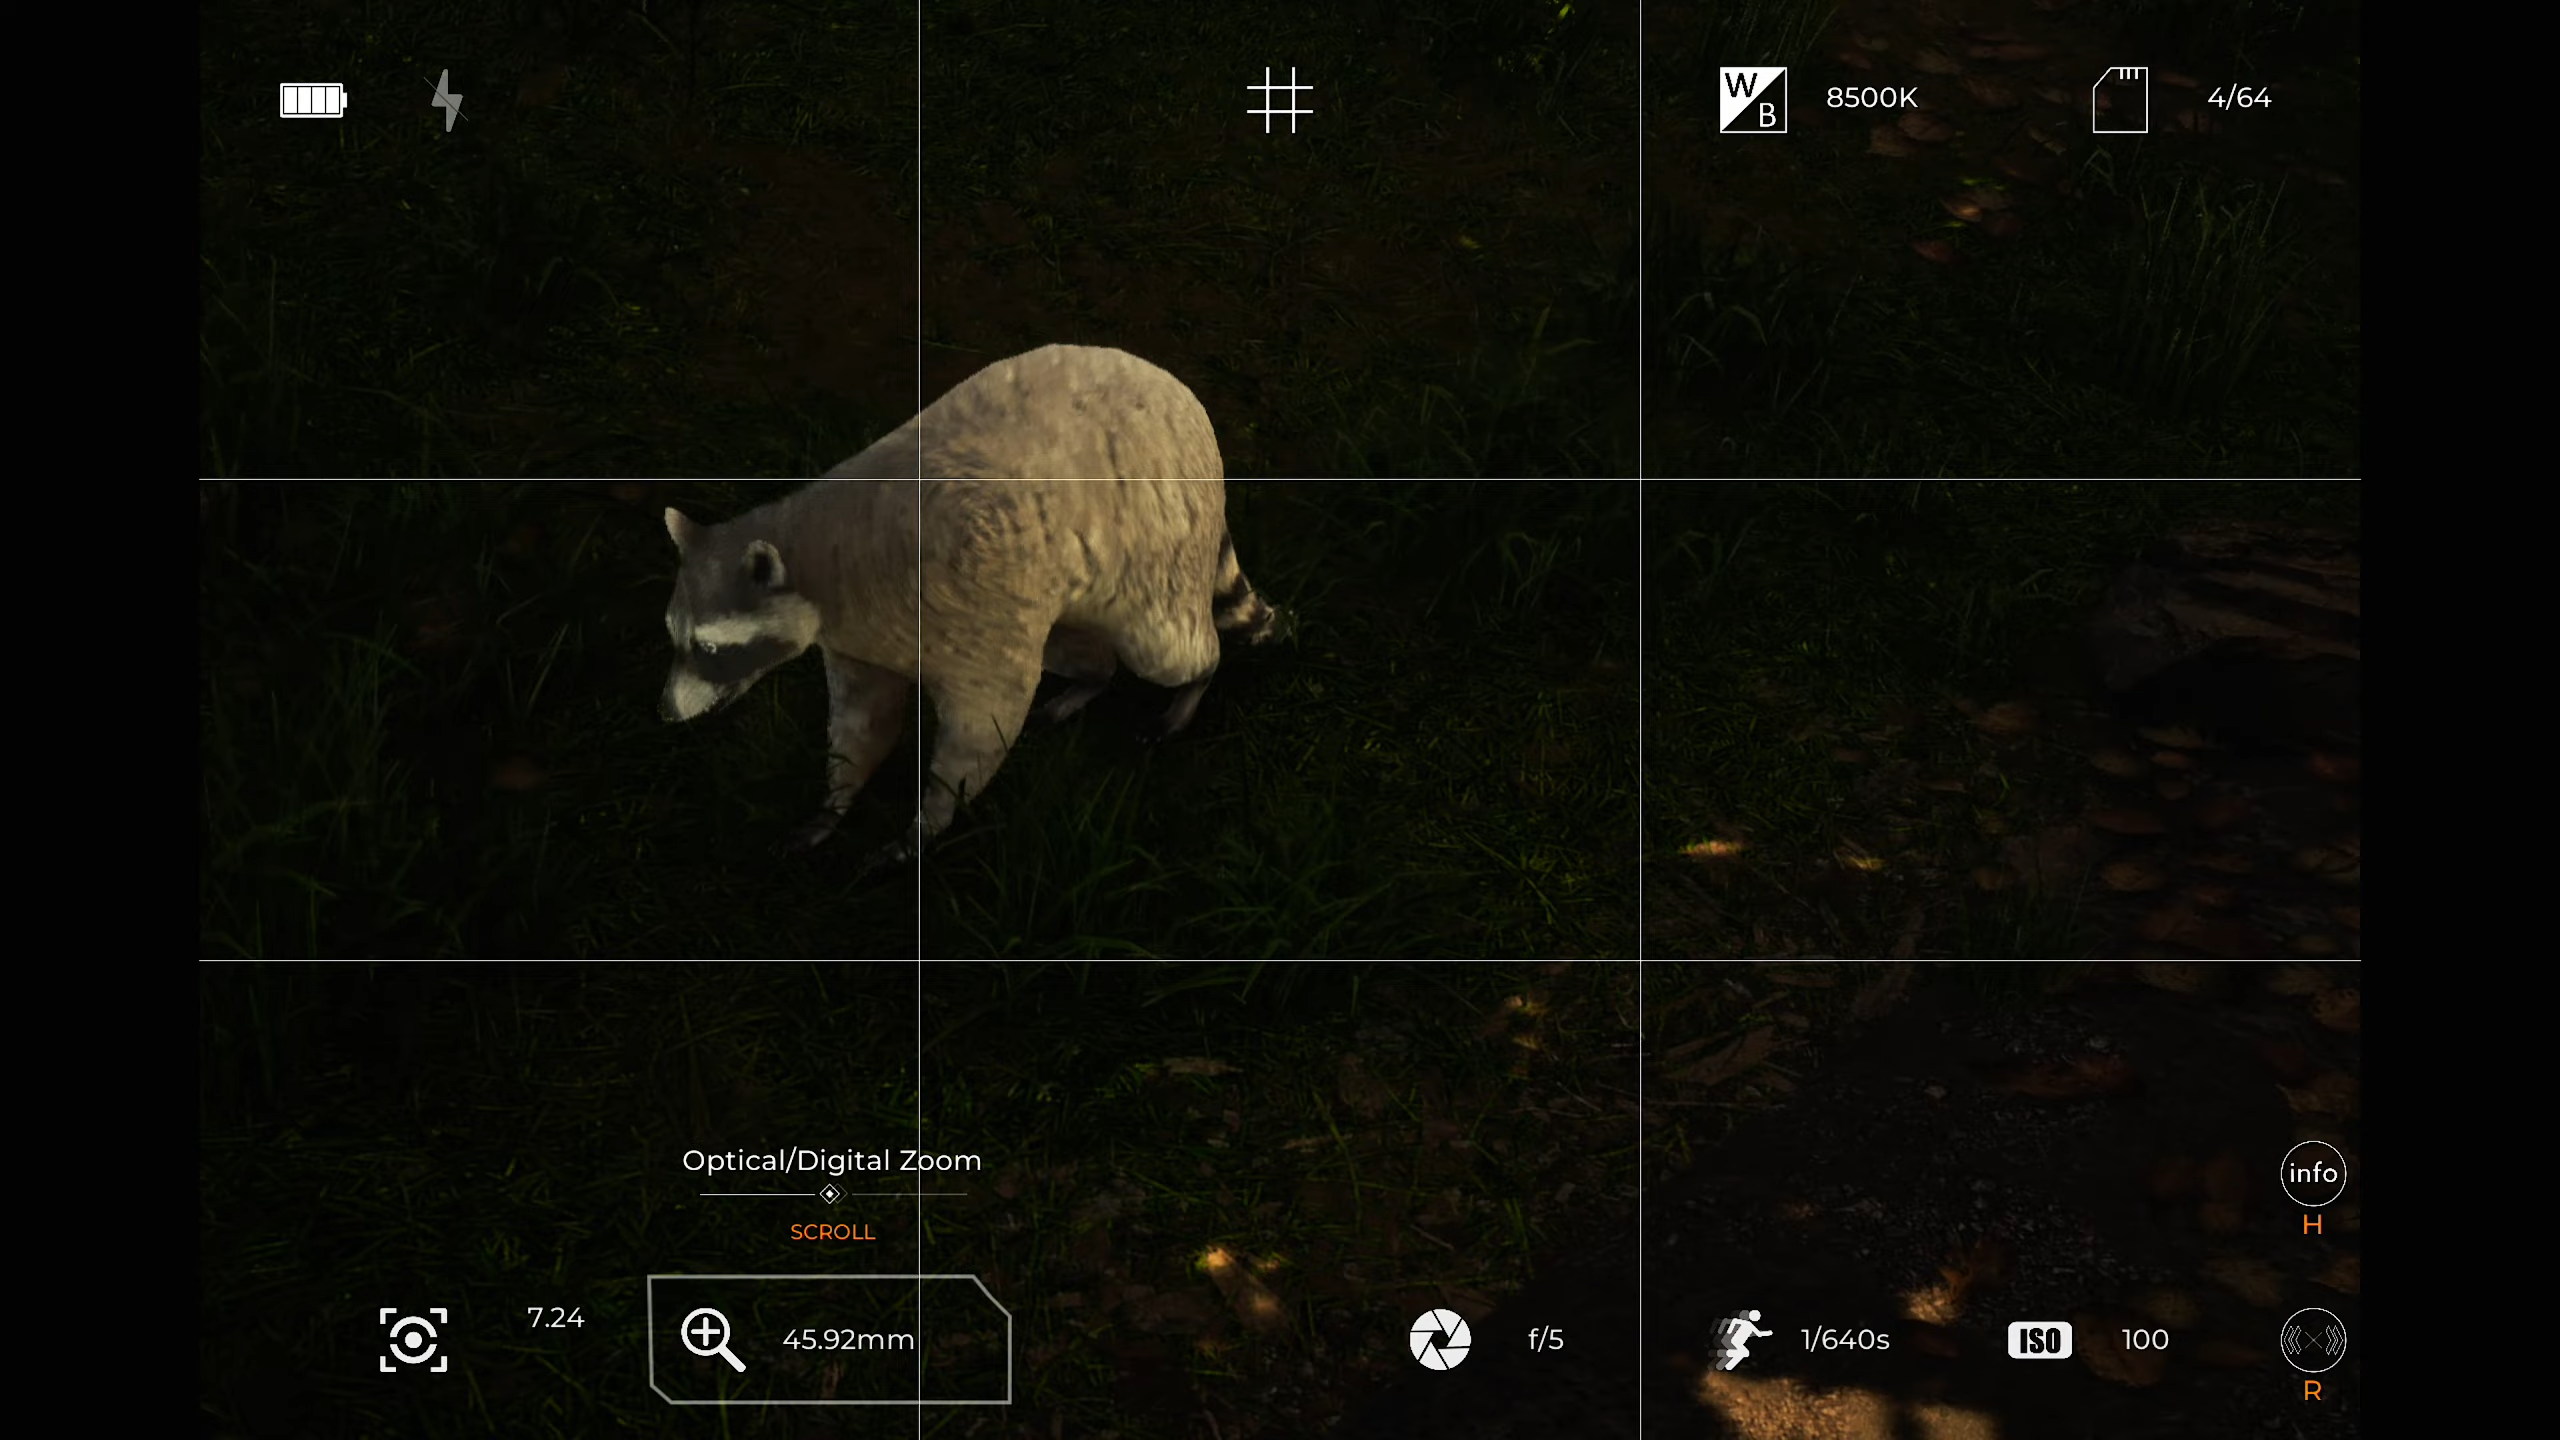 W
B
8500K
4/64
Optical/Digital Zoom
SCROLL
info
H
7.24
45.92mm
f/5
1/640s
ISO
100
R